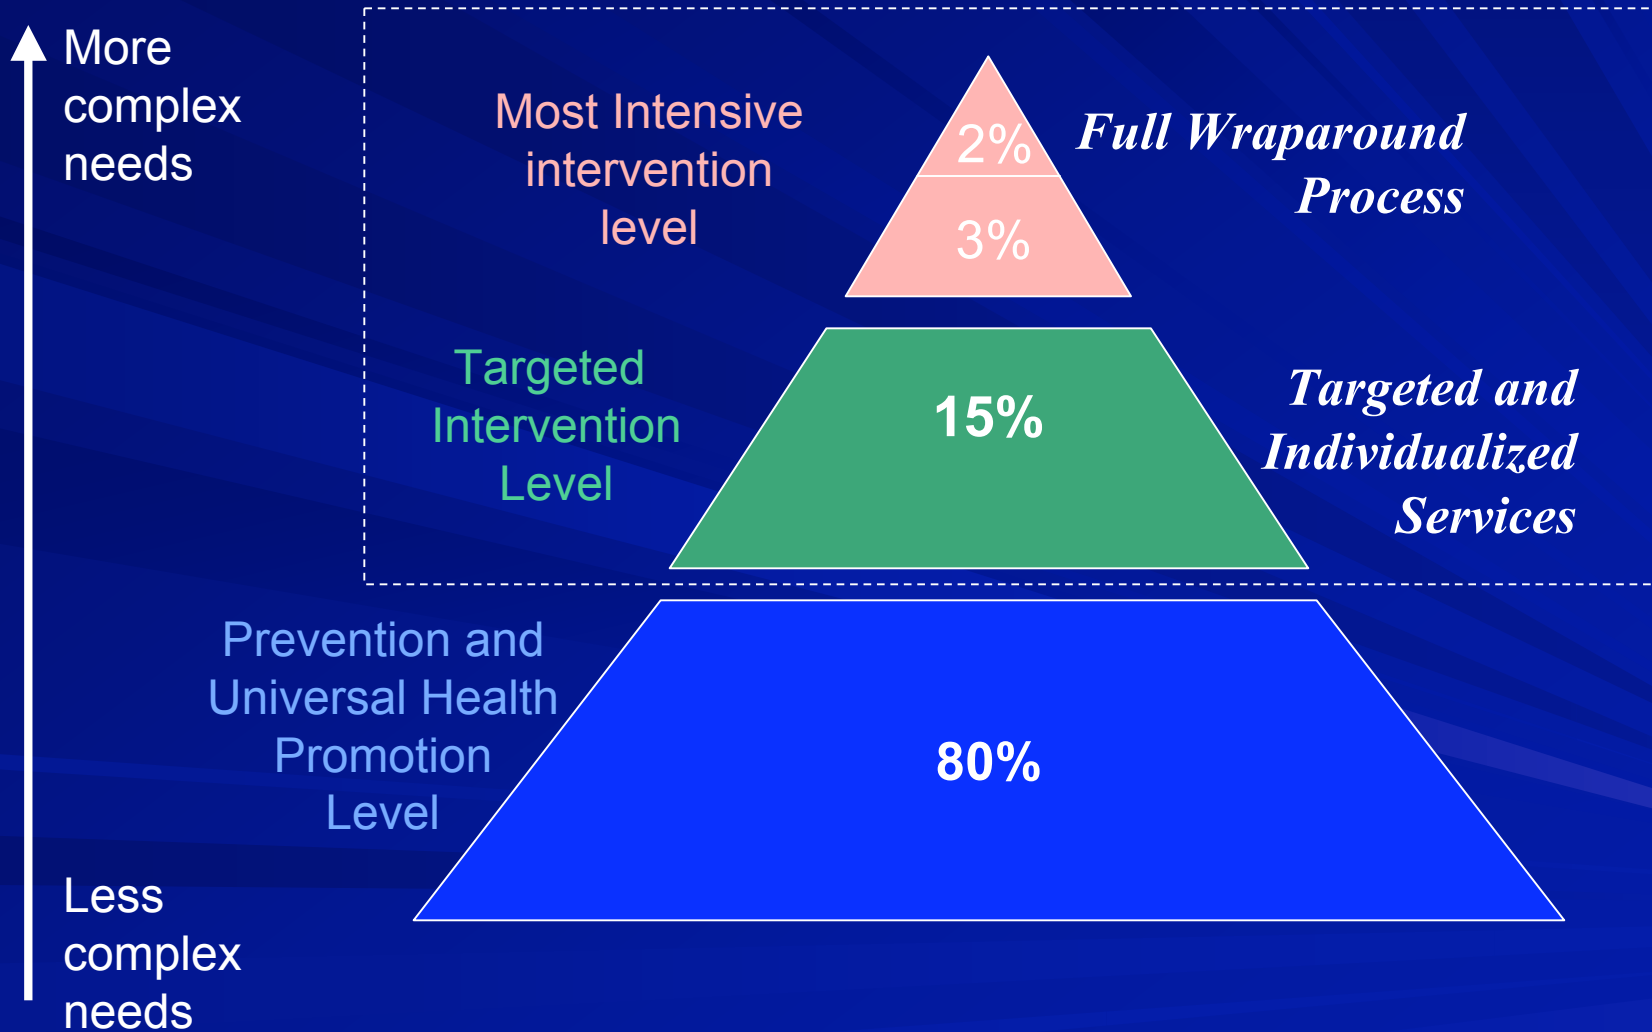 More
complex
needs
Most Intensive
intervention
level
2%
3%
Full Wraparound
Process
Targeted
Intervention
Level
15%
Targeted and
Individualized
Services
Prevention and
Universal Health
Promotion
Level
80%
Less
complex
needs